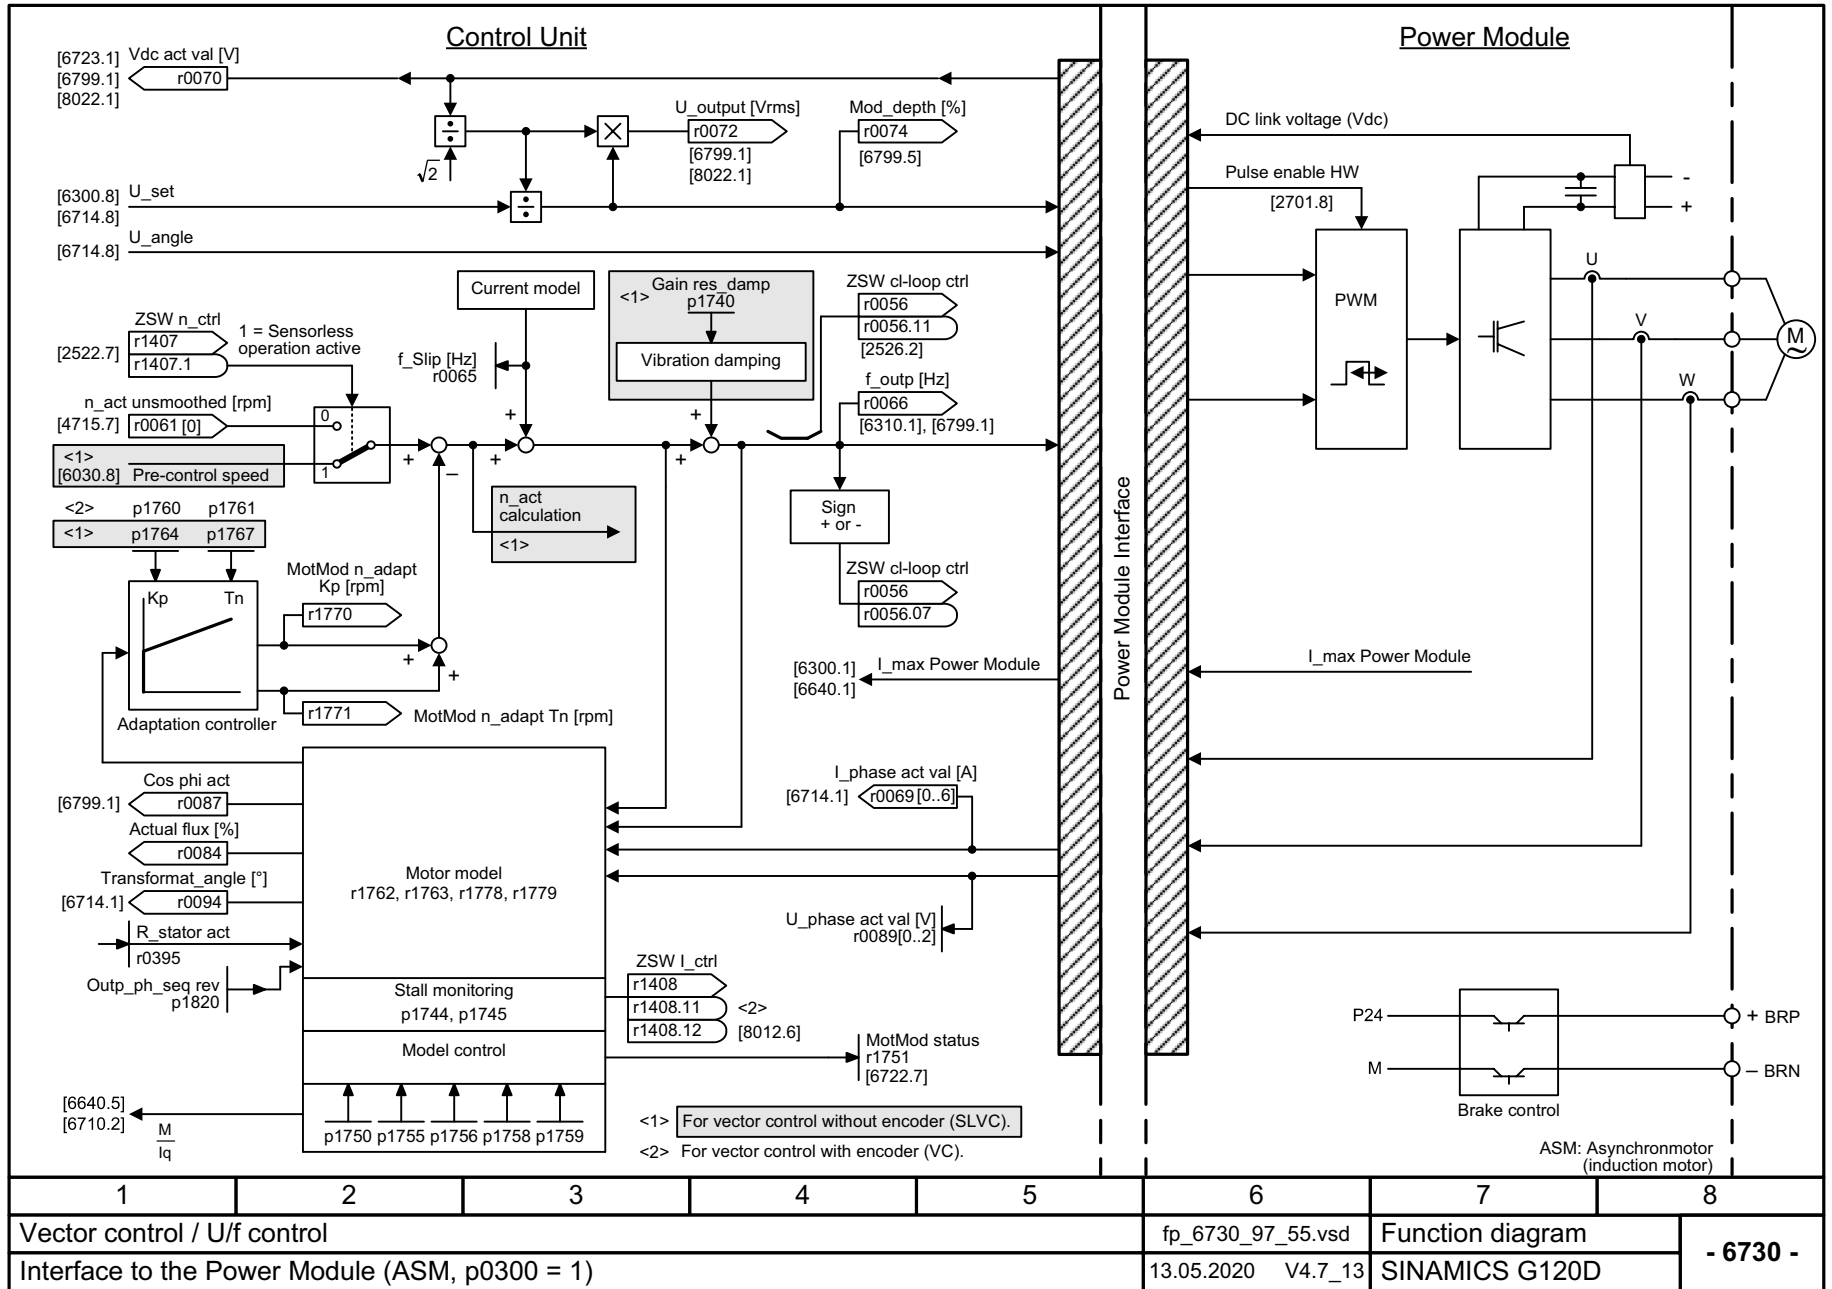 Control Unit
Power Module
[6723.1]
[6799.1]
[8022.1]
Vdc act val [V]
r0070
÷
√2
×
U_output [Vrms]
r0072
[6799.1]
[8022.1]
Mod_depth [%]
r0074
[6799.5]
[6300.8]
[6714.8]
U_set
÷
[6714.8]
U_angle
DC link voltage (Vdc)
Pulse enable HW
[2701.8]
-
+
PWM
U
V
W
M
~
Current model
f_Slip [Hz]
r0065
<1>
Gain res_damp
p1740
Vibration damping
ZSW cl-loop ctrl
r0056
r0056.11
[2526.2]
f_outp [Hz]
r0066
[6310.1], [6799.1]
ZSW n_ctrl
[2522.7]
r1407
r1407.1
1 = Sensorless
operation active
n_act unsmoothed [rpm]
[4715.7]
r0061 [0]
0
1
<1>
[6030.8] Pre-control speed
+
–
+
+
+
+
<2> p1760 p1761
<1> p1764 p1767
Kp Tn
Adaptation controller
MotMod n_adapt
Kp [rpm]
r1770
+
+
r1771
MotMod n_adapt Tn [rpm]
n_act
calculation
<1>
Sign
+ or -
ZSW cl-loop ctrl
r0056
r0056.07
[6300.1]
[6640.1]
I_max Power Module
Power Module Interface
I_max Power Module
Cos phi act
[6799.1]
r0087
Actual flux [%]
r0084
Transformat_angle [°]
[6714.1]
r0094
R_stator act
r0395
Outp_ph_seq rev
p1820
Motor model
r1762, r1763, r1778, r1779
I_phase act val [A]
[6714.1]
r0069 [0..6]
U_phase act val [V]
r0089[0..2]
Stall monitoring
p1744, p1745
ZSW I_ctrl
r1408
r1408.11
r1408.12
<2>
[8012.6]
Model control
MotMod status
r1751
[6722.7]
[6640.5]
[6710.2]
M
Iq
p1750 p1755 p1756 p1758 p1759
<1> For vector control without encoder (SLVC).
<2> For vector control with encoder (VC).
P24
M
+ BRP
– BRN
Brake control
ASM: Asynchronmotor
(induction motor)
1 2 3 4 5 6 7 8
Vector control / U/f control
Interface to the Power Module (ASM, p0300 = 1)
fp_6730_97_55.vsd
13.05.2020 V4.7_13
Function diagram
SINAMICS G120D
- 6730 -